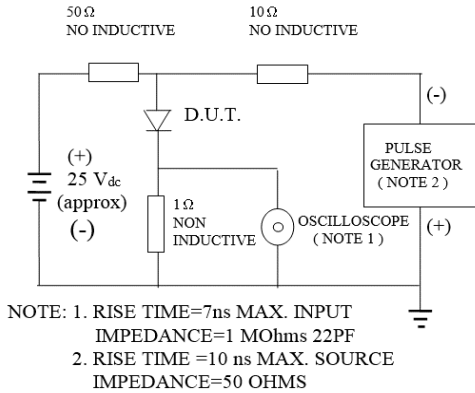 50Ω
NO INDUCTIVE
10Ω
NO INDUCTIVE
D.U.T.
(-)
PULSE
GENERATOR
( NOTE 2 )
(+)
(+)
25 Vdc
(approx)
(-)
1Ω
NON
INDUCTIVE
OSCILLOSCOPE
( NOTE 1 )
NOTE: 1. RISE TIME=7ns MAX. INPUT
IMPEDANCE=1 MOhms 22PF
2. RISE TIME =10 ns MAX. SOURCE
IMPEDANCE=50 OHMS